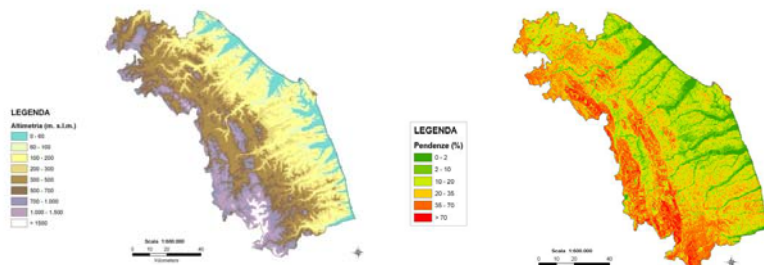 LEGENDA
Altimetria (m. s.l.m.)
0 - 60
60 - 100
100 - 200
200 - 300
300 - 500
500 - 700
700 - 1.000
1.000 - 1.500
> 1500
Scala 1:600.000
0 10 20 40
Kilometers
LEGENDA
Pendenze (%)
0 - 2
2 - 10
10 - 20
20 - 35
35 - 70
> 70
Scala 1:600.000
0 10 20 40